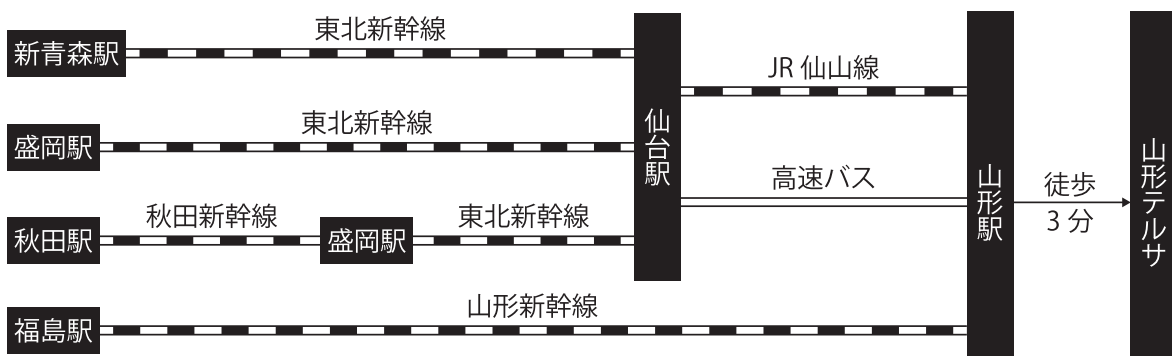 東北新幹線
新青森駅
JR 仙山線
東北新幹線
盛岡駅
仙台駅
高速バス
山形駅
徒歩
3 分
山形テルサ
秋田新幹線
東北新幹線
秋田駅
盛岡駅
山形新幹線
福島駅